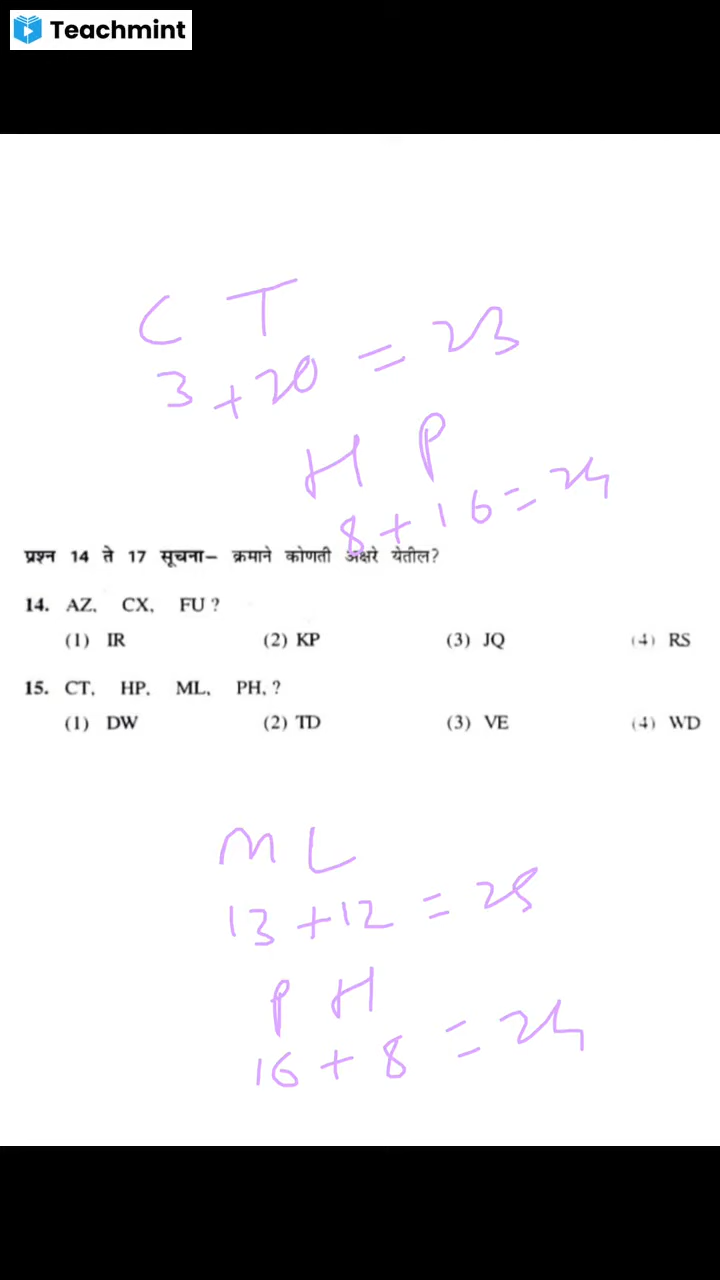 Teachmint
C T
3 + 20 = 23
H P
8 + 16 = 24
प्रश्न 14 ते 17 सूचना– क्रमाने कोणती अक्षरे येतील?
14. AZ, CX, FU ?
(1) IR (2) KP (3) JQ (4) RS
15. CT, HP, ML, PH, ?
(1) DW (2) TD (3) VE (4) WD
M L
13 + 12 = 25
P H
16 + 8 = 24